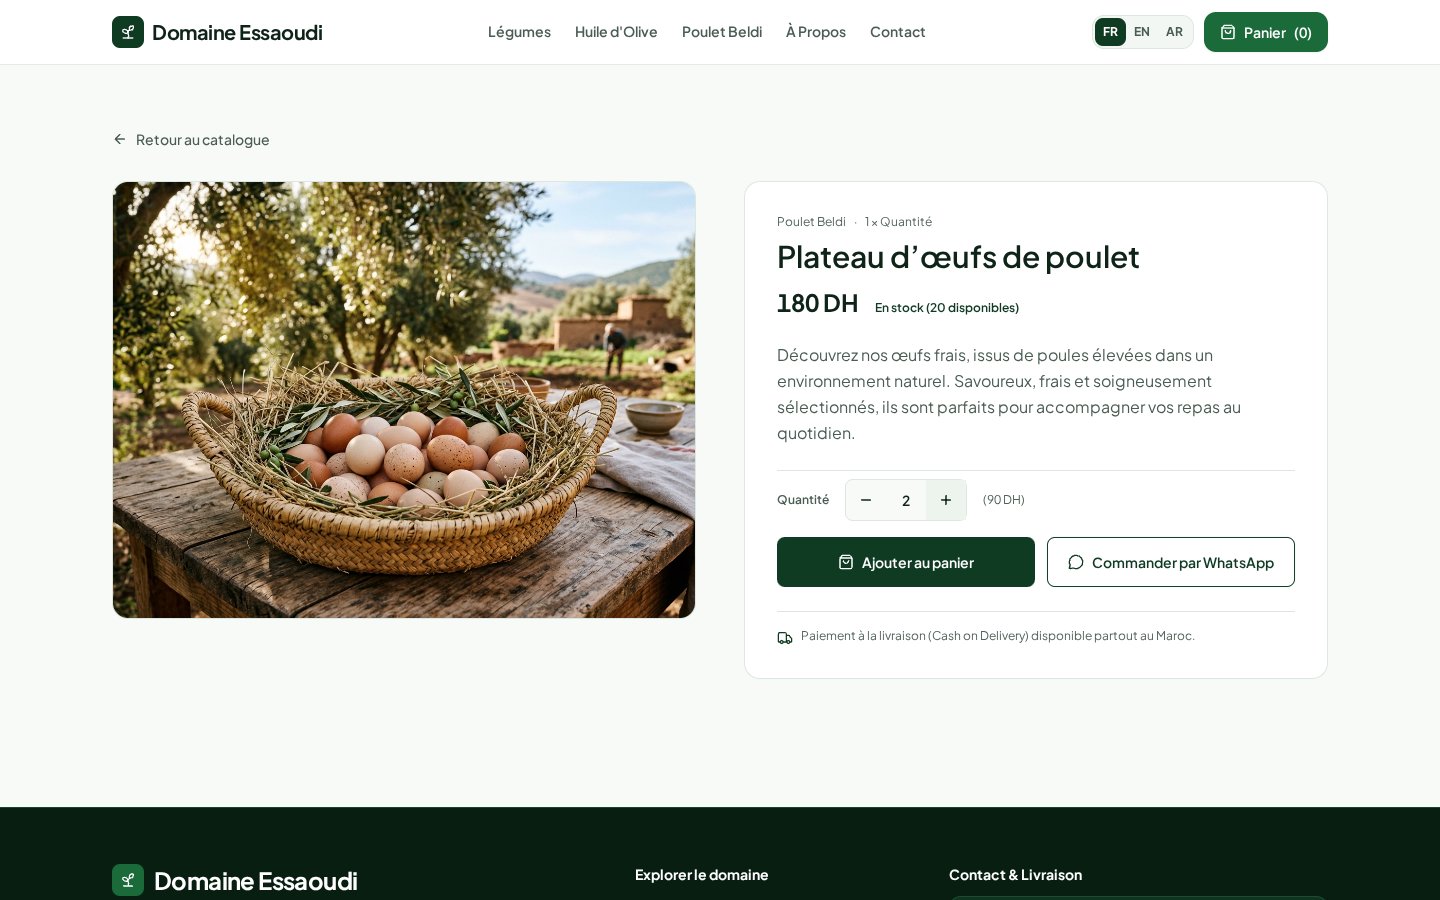 Domaine Essaoudi
Légumes Huile d'Olive Poulet Beldi À Propos Contact
FR EN AR
Panier (0)
Retour au catalogue
Poulet Beldi · 1 × Quantité
Plateau d’œufs de poulet
180 DH En stock (20 disponibles)
Découvrez nos œufs frais, issus de poules élevées dans un
environnement naturel. Savoureux, frais et soigneusement
sélectionnés, ils sont parfaits pour accompagner vos repas au
quotidien.
Quantité − 2 + (90 DH)
Ajouter au panier
Commander par WhatsApp
Paiement à la livraison (Cash on Delivery) disponible partout au Maroc.
Domaine Essaoudi
Explorer le domaine
Contact & Livraison